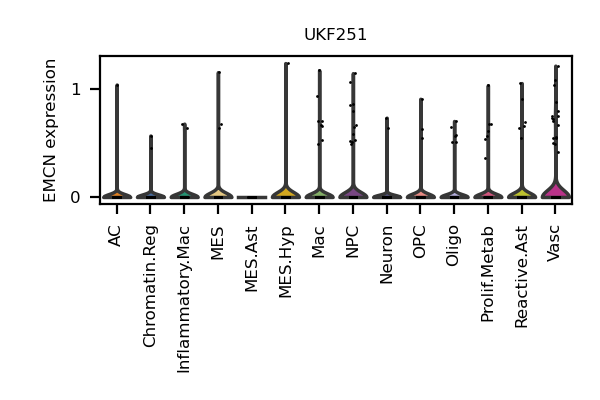 UKF251
EMCN expression
1
0
AC
Chromatin.Reg
Inflammatory.Mac
MES
MES.Ast
MES.Hyp
Mac
NPC
Neuron
OPC
Oligo
Prolif.Metab
Reactive.Ast
Vasc